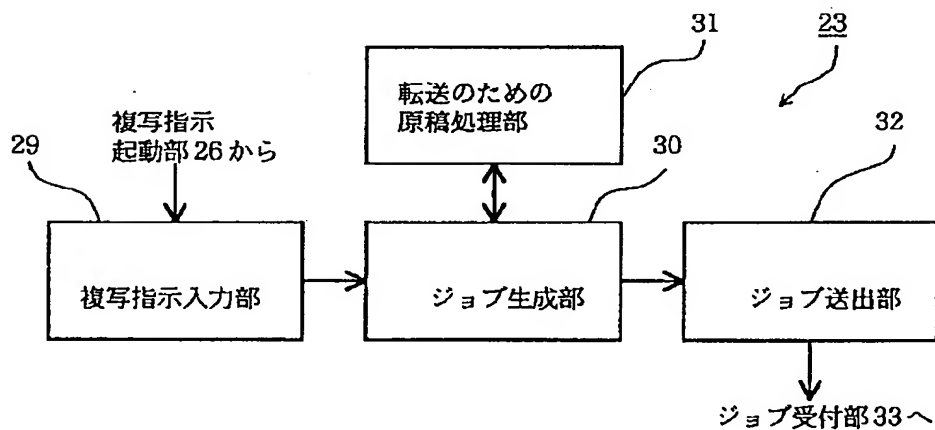 31
23
転送のための
原稿処理部
複写指示
起動部26から
29
30
32
複写指示入力部
ジョブ生成部
ジョブ送出部
ジョブ受付部33へ